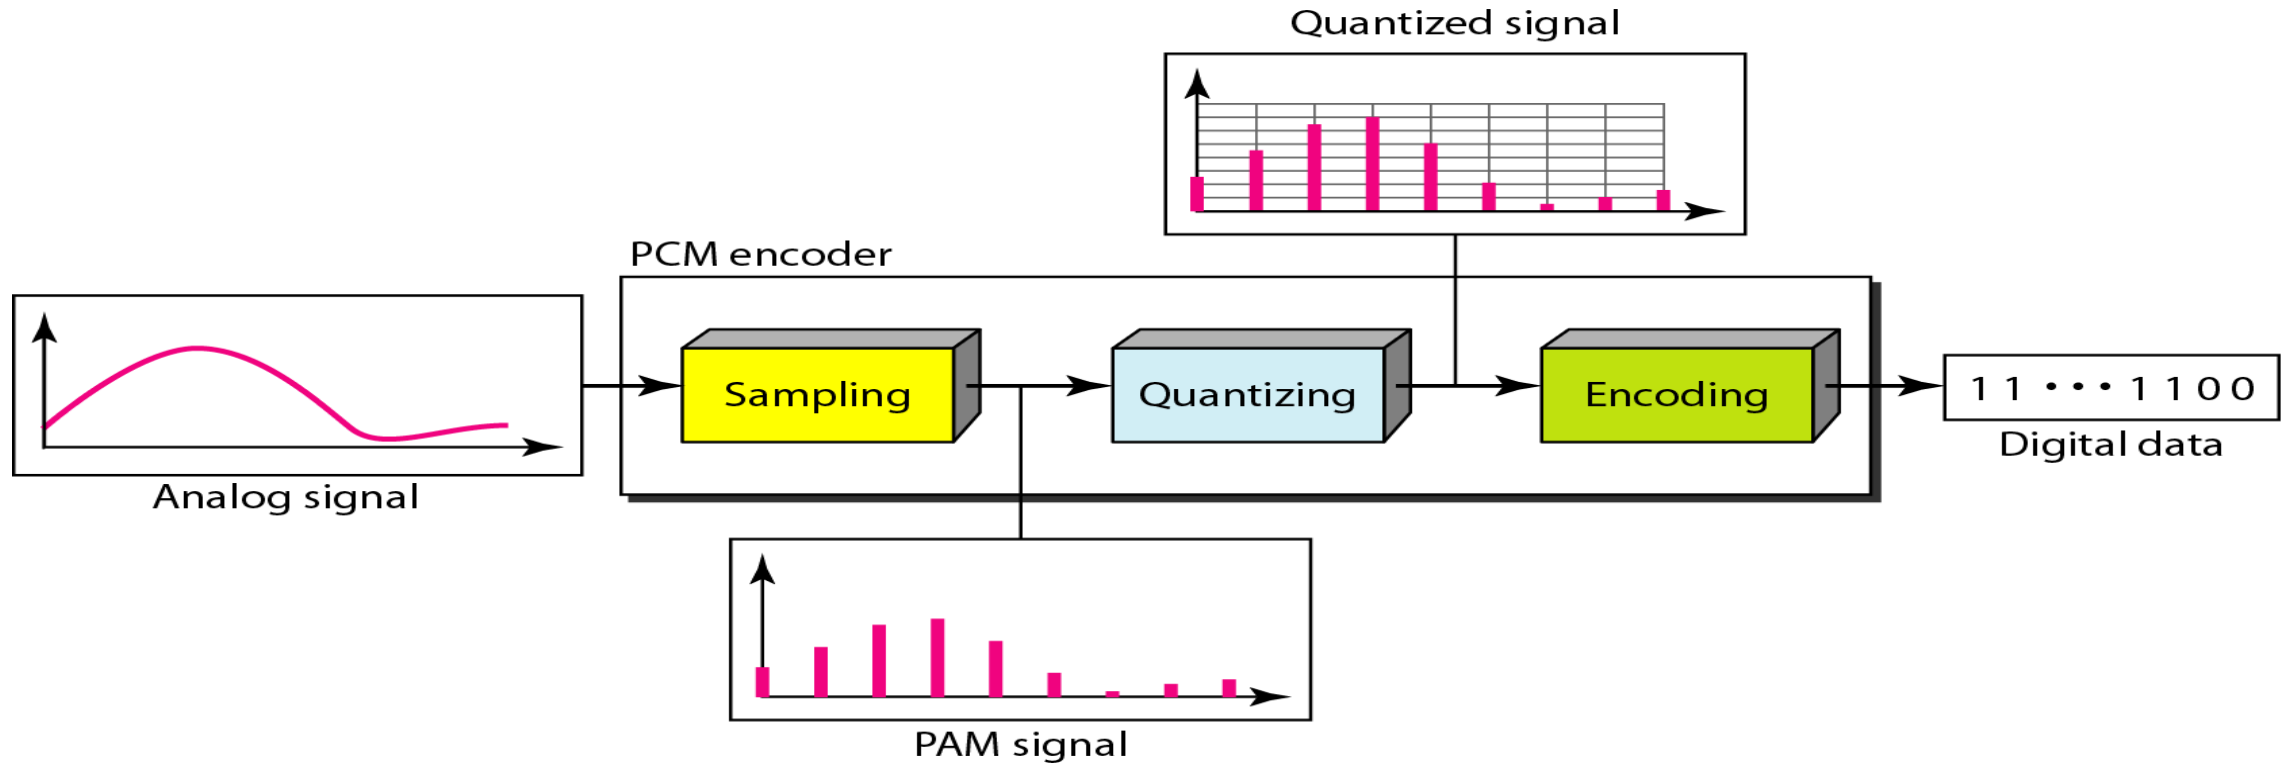 Quantized signal
PCM encoder
Sampling
Quantizing
Encoding
1 1 • • • 1 1 0 0
Digital data
Analog signal
PAM signal